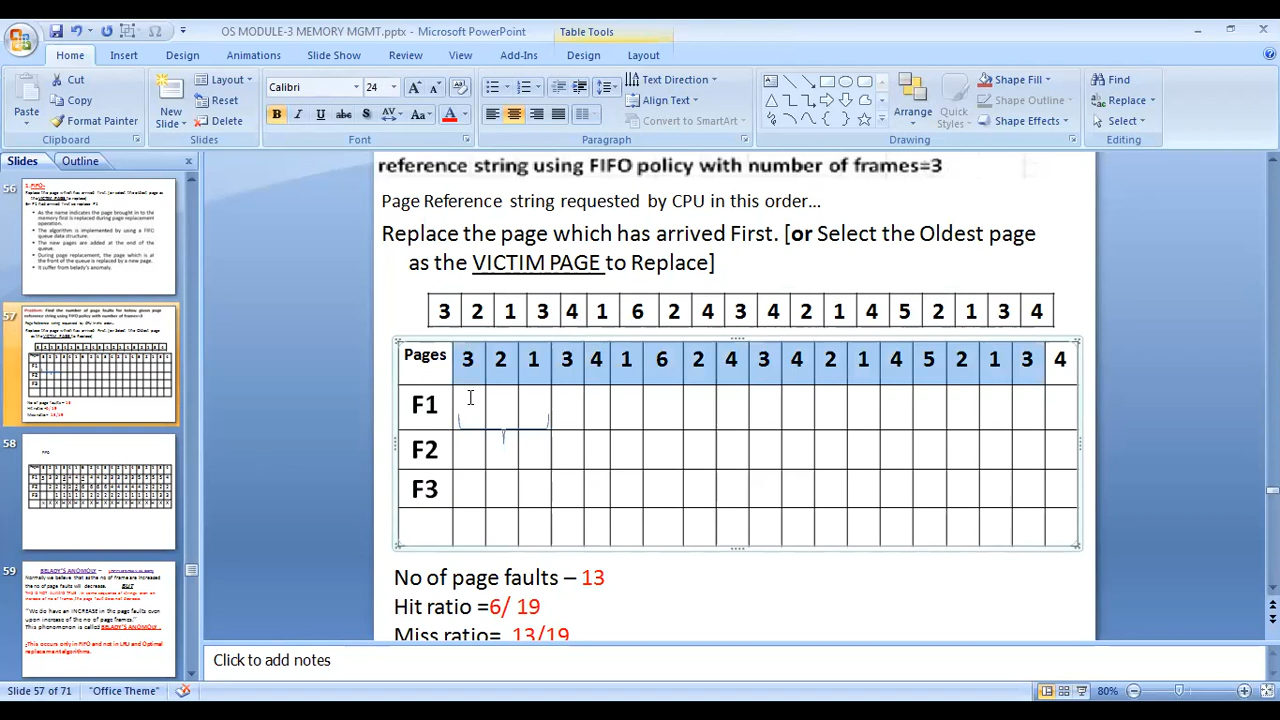 OS MODULE-3 MEMORY MGMT.pptx - Microsoft PowerPoint
Table Tools
Home Insert Design Animations Slide Show Review View Add-Ins Design Layout
Cut
Copy
Format Painter
Paste
Clipboard
New Slide
Layout
Reset
Delete
Slides
Calibri 24
B I U abc S AV Aa A
Font
Text Direction
Align Text
Convert to SmartArt
Paragraph
Arrange
Quick Styles
Shape Fill
Shape Outline
Shape Effects
Drawing
Find
Replace
Select
Editing
Slides Outline
56
57
58
59
reference string using FIFO policy with number of frames=3
Page Reference string requested by CPU in this order...
Replace the page which has arrived First. [or Select the Oldest page
as the VICTIM PAGE to Replace]
3 2 1 3 4 1 6 2 4 3 4 2 1 4 5 2 1 3 4
Pages 3 2 1 3 4 1 6 2 4 3 4 2 1 4 5 2 1 3 4
F1
F2
F3
No of page faults – 13
Hit ratio =6/ 19
Miss ratio= 13/19
Click to add notes
Slide 57 of 71 "Office Theme" 80%